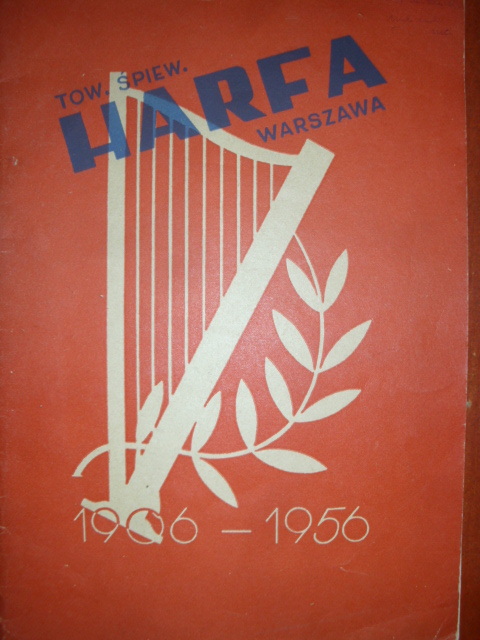 TOW. ŚPIEW.
HARFA
WARSZAWA
1906 – 1956